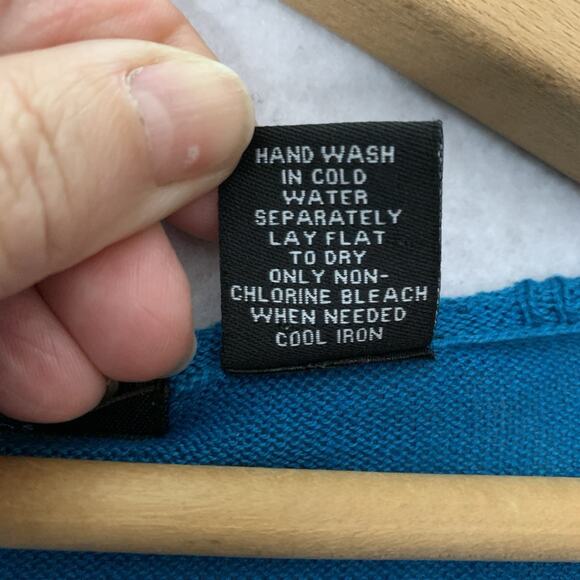 HAND WASH
IN COLD
WATER
SEPARATELY
LAY FLAT
TO DRY
ONLY NON-
CHLORINE BLEACH
WHEN NEEDED
COOL IRON